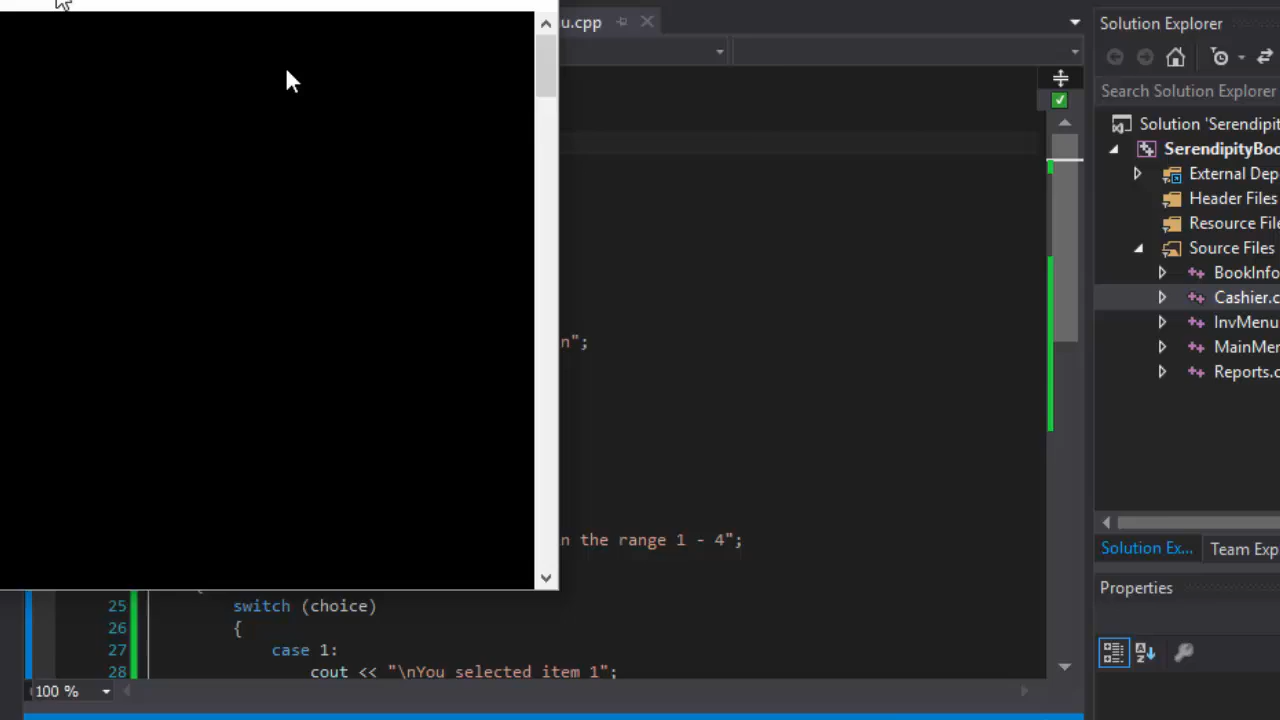 u.cpp
Solution Explorer
Search Solution Explorer
Solution 'Serendipit
SerendipityBoo
External Dep
Header Files
Resource File
Source Files
BookInfo
Cashier.c
InvMenu
MainMen
Reports.c
n";
n the range 1 - 4";
25 switch (choice)
26 {
27 case 1:
28 cout << "\nYou selected item 1";
100 %
Solution Ex... Team Exp
Properties